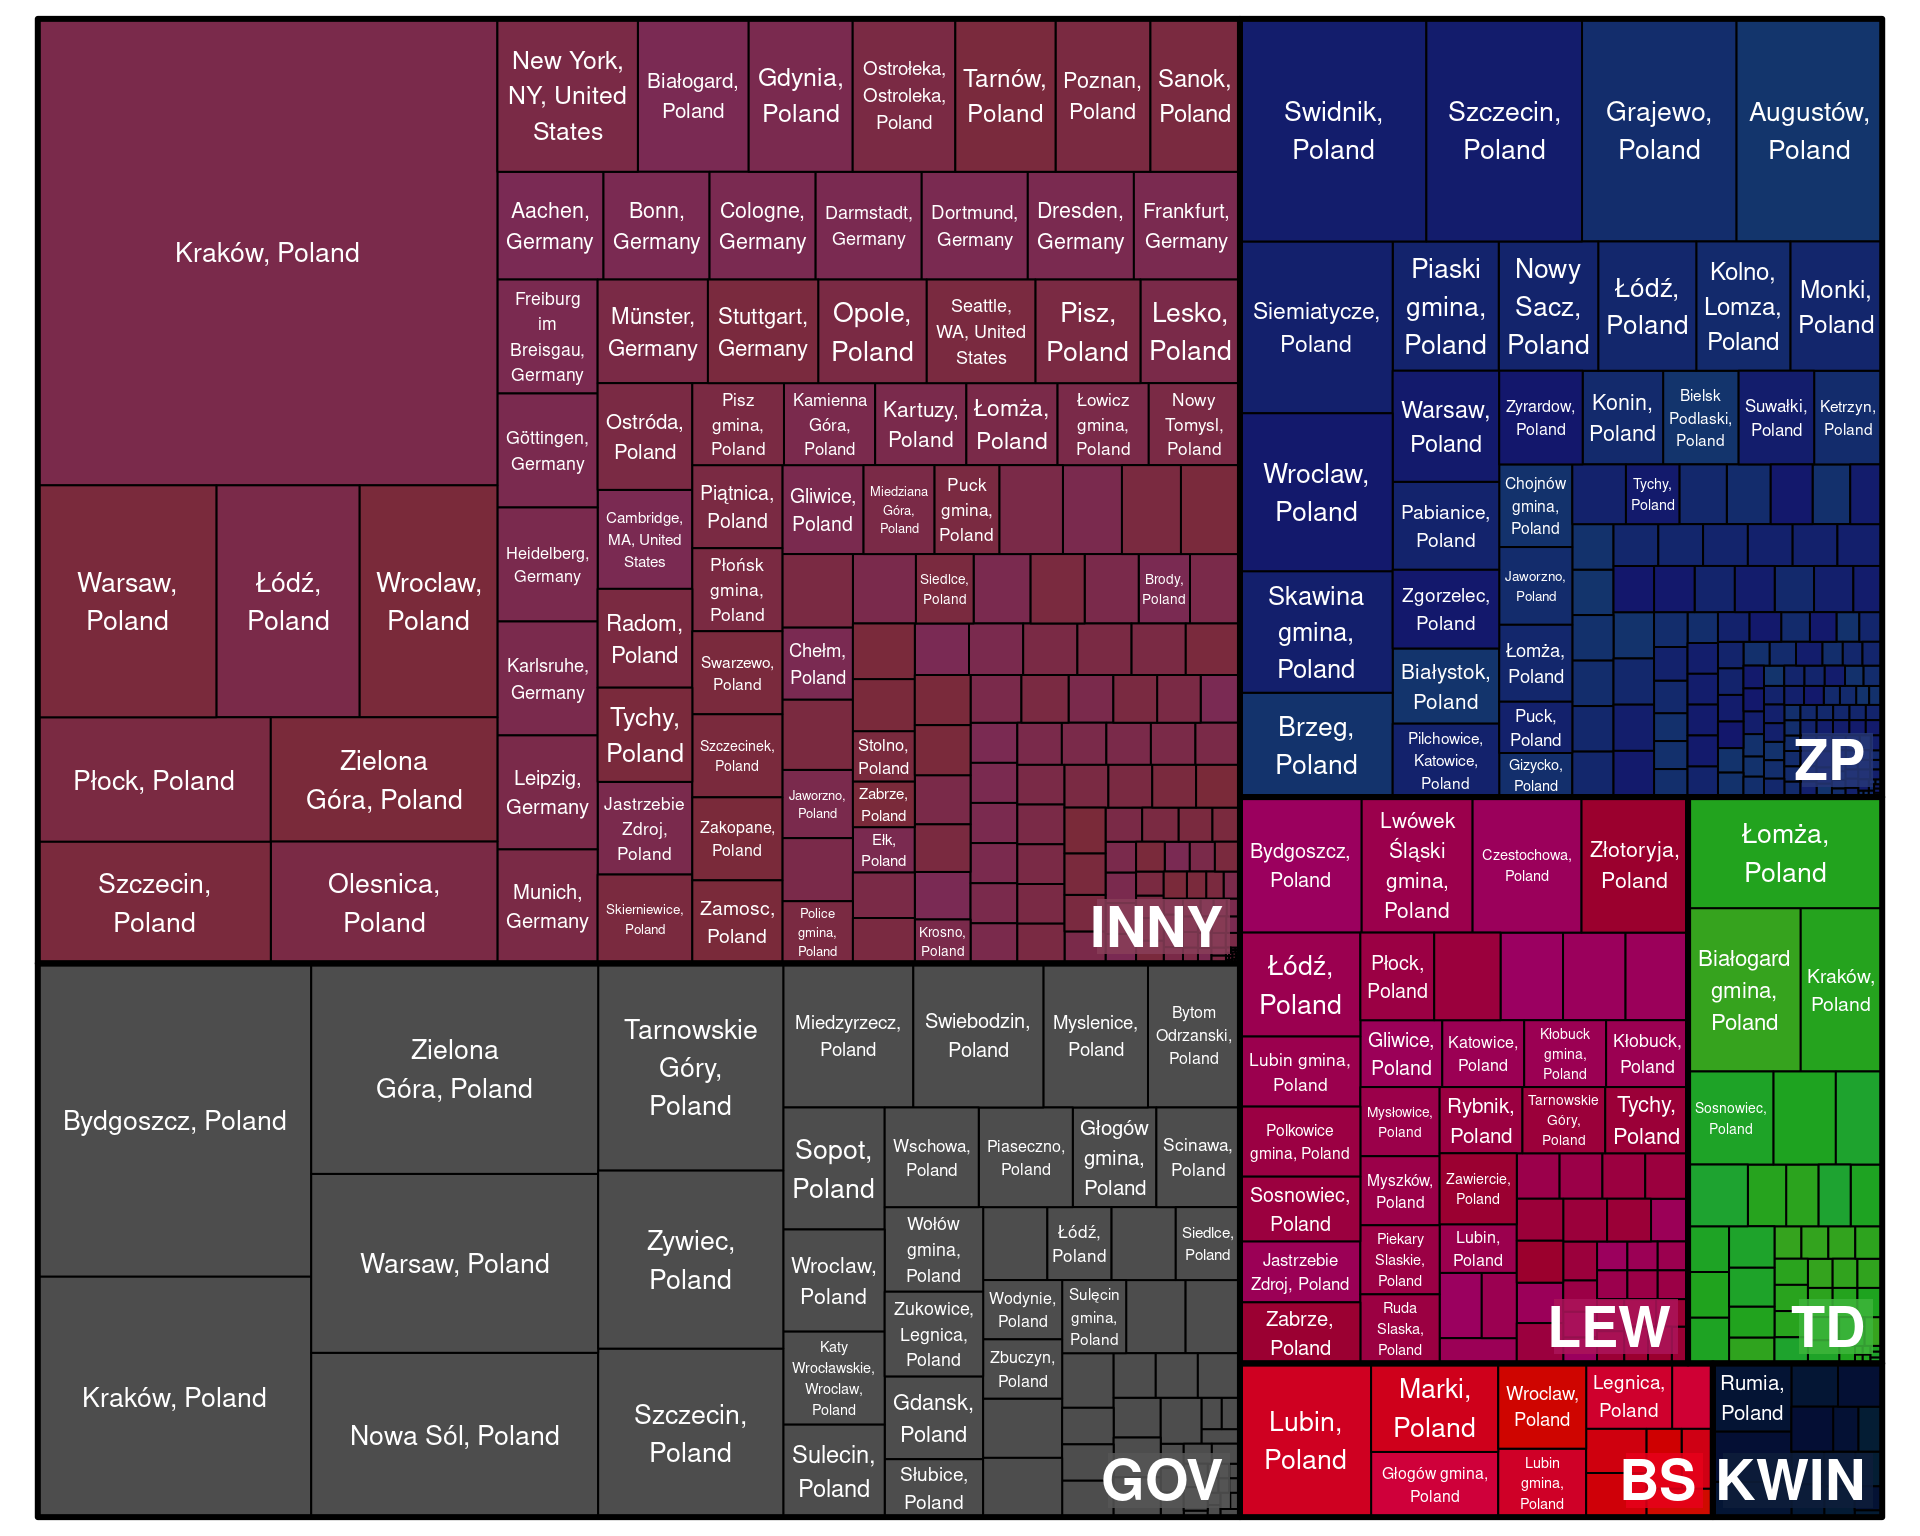 Kraków, Poland
Warsaw,
Poland
Łódź,
Poland
Wroclaw,
Poland
Płock, Poland
Zielona
Góra, Poland
Szczecin,
Poland
Olesnica,
Poland
New York,
NY, United
States
Białogard,
Poland
Gdynia,
Poland
Ostrołeka,
Ostroleka,
Poland
Tarnów,
Poland
Poznan,
Poland
Sanok,
Poland
Aachen,
Germany
Bonn,
Germany
Cologne,
Germany
Darmstadt,
Germany
Dortmund,
Germany
Dresden,
Germany
Frankfurt,
Germany
Freiburg
im
Breisgau,
Germany
Göttingen,
Germany
Heidelberg,
Germany
Karlsruhe,
Germany
Leipzig,
Germany
Munich,
Germany
Münster,
Germany
Stuttgart,
Germany
Opole,
Poland
Seattle,
WA, United
States
Pisz,
Poland
Lesko,
Poland
Ostróda,
Poland
Cambridge,
MA, United
States
Radom,
Poland
Tychy,
Poland
Jastrzebie
Zdroj,
Poland
Skierniewice,
Poland
Pisz
gmina,
Poland
Kamienna
Góra,
Poland
Kartuzy,
Poland
Łomża,
Poland
Łowicz
gmina,
Poland
Nowy
Tomysl,
Poland
Piątnica,
Poland
Płońsk
gmina,
Poland
Swarzewo,
Poland
Szczecinek,
Poland
Zakopane,
Poland
Zamosc,
Poland
Gliwice,
Poland
Miedziana
Góra,
Poland
Puck
gmina,
Poland
Siedlce,
Poland
Brody,
Poland
Chełm,
Poland
Jaworzno,
Poland
Police
gmina,
Poland
Stolno,
Poland
Zabrze,
Poland
Ełk,
Poland
Krosno,
Poland
INNY
Bydgoszcz, Poland
Kraków, Poland
Zielona
Góra, Poland
Warsaw, Poland
Nowa Sól, Poland
Tarnowskie
Góry,
Poland
Zywiec,
Poland
Szczecin,
Poland
Miedzyrzecz,
Poland
Swiebodzin,
Poland
Myslenice,
Poland
Bytom
Odrzanski,
Poland
Sopot,
Poland
Wroclaw,
Poland
Katy
Wrocławskie,
Wroclaw,
Poland
Sulecin,
Poland
Wschowa,
Poland
Piaseczno,
Poland
Głogów
gmina,
Poland
Scinawa,
Poland
Wołów
gmina,
Poland
Zukowice,
Legnica,
Poland
Gdansk,
Poland
Słubice,
Poland
Łódź,
Poland
Siedlce,
Poland
Wodynie,
Poland
Zbuczyn,
Poland
Sulęcin
gmina,
Poland
GOV
Swidnik,
Poland
Szczecin,
Poland
Grajewo,
Poland
Augustów,
Poland
Siemiatycze,
Poland
Wroclaw,
Poland
Skawina
gmina,
Poland
Brzeg,
Poland
Piaski
gmina,
Poland
Nowy
Sacz,
Poland
Łódź,
Poland
Kolno,
Lomza,
Poland
Monki,
Poland
Warsaw,
Poland
Pabianice,
Poland
Zgorzelec,
Poland
Białystok,
Poland
Pilchowice,
Katowice,
Poland
Zyrardow,
Poland
Konin,
Poland
Bielsk
Podlaski,
Poland
Suwałki,
Poland
Ketrzyn,
Poland
Chojnów
gmina,
Poland
Tychy,
Poland
Jaworzno,
Poland
Łomża,
Poland
Puck,
Poland
Gizycko,
Poland
ZP
Bydgoszcz,
Poland
Lwówek
Śląski
gmina,
Poland
Czestochowa,
Poland
Złotoryja,
Poland
Łódź,
Poland
Lubin gmina,
Poland
Polkowice
gmina, Poland
Sosnowiec,
Poland
Jastrzebie
Zdroj, Poland
Zabrze,
Poland
Płock,
Poland
Gliwice,
Poland
Katowice,
Poland
Kłobuck
gmina,
Poland
Kłobuck,
Poland
Mysłowice,
Poland
Rybnik,
Poland
Tarnowskie
Góry,
Poland
Tychy,
Poland
Myszków,
Poland
Zawiercie,
Poland
Piekary
Slaskie,
Poland
Lubin,
Poland
Ruda
Slaska,
Poland
LEW
Łomża,
Poland
Białogard
gmina,
Poland
Kraków,
Poland
Sosnowiec,
Poland
TD
Lubin,
Poland
Marki,
Poland
Głogów gmina,
Poland
Wroclaw,
Poland
Lubin
gmina,
Poland
Legnica,
Poland
BS
Rumia,
Poland
KWIN